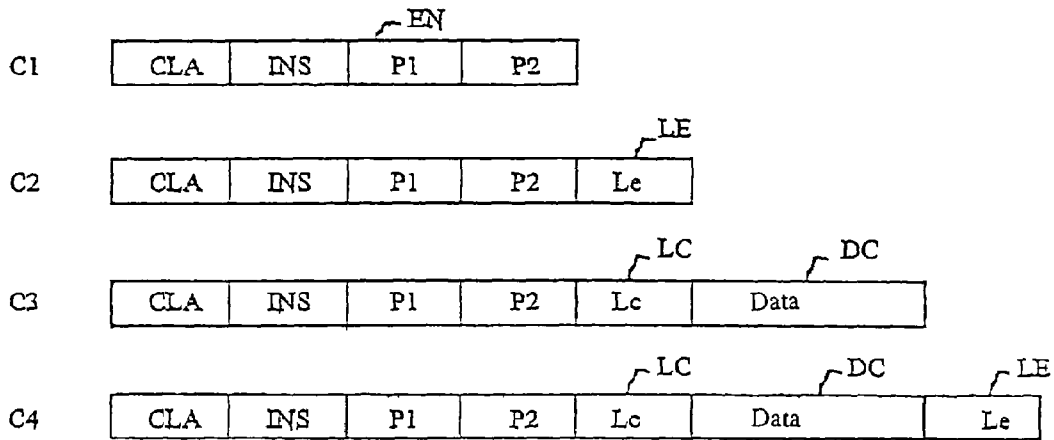 EN
C1 CLA INS P1 P2
LE
C2 CLA INS P1 P2 Le
LC DC
C3 CLA INS P1 P2 Lc Data
LC DC LE
C4 CLA INS P1 P2 Lc Data Le